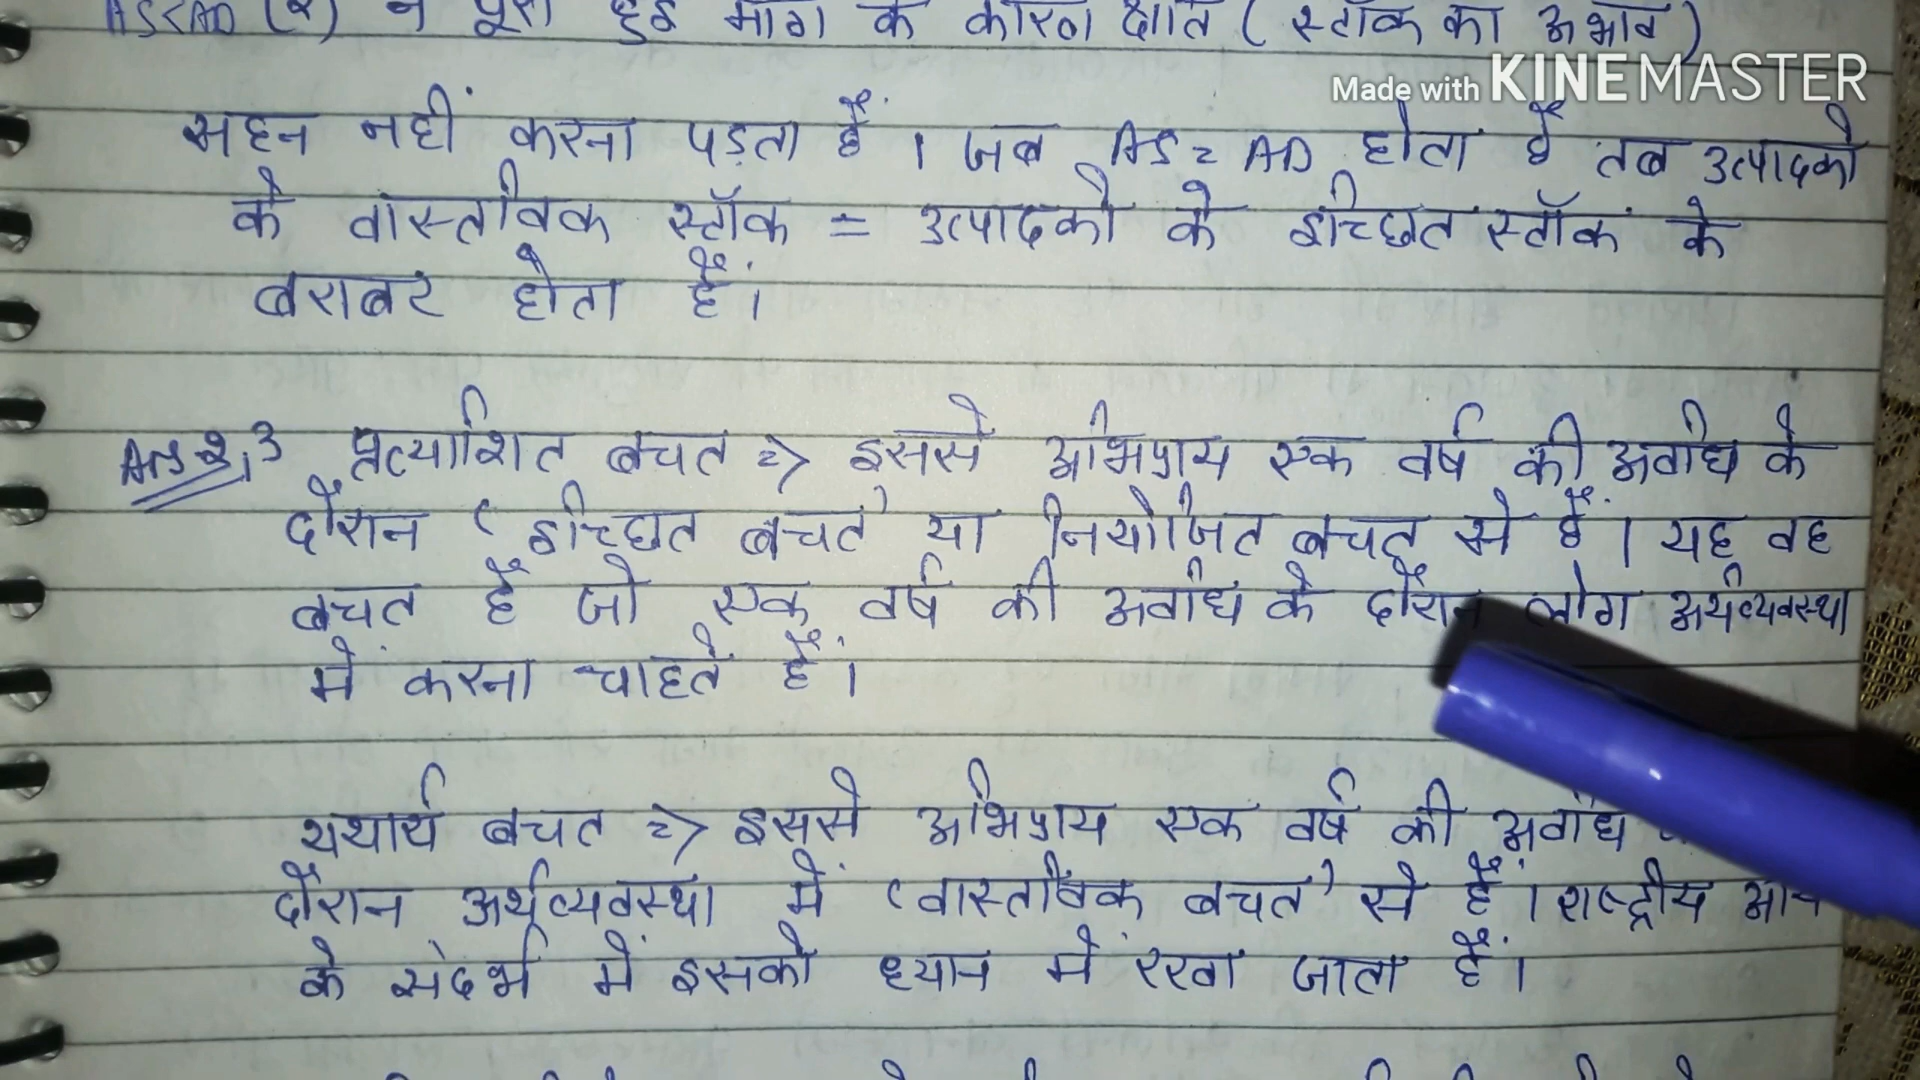 AS<AD (२) न पूरी हुई मांग के कारण क्षति ( स्टॉक का अभाव)
Made with KINEMASTER
सहन नहीं करना पड़ता हैं । जब AS = AD होता हैं तब उत्पादको
के वास्तविक स्टॉक = उत्पादको के इच्छित स्टॉक के
बराबर होता हैं।
Ans 2,3 प्रत्याशित बचत => इससे अभिप्राय एक वर्ष की अवधि के
दौरान ' इच्छित बचत' या नियोजित बचत से हैं । यह वह
बचत है जो एक वर्ष की अवधि के दौरान लोग अर्थव्यवस्था
में करना चाहते हैं ।
यथार्थ बचत => इससे अभिप्राय एक वर्ष की अवधि
दौरान अर्थव्यवस्था में 'वास्तविक बचत' से हैं । राष्ट्रीय आय
के संदर्भ में इसको ध्यान में रखा जाता हैं ।